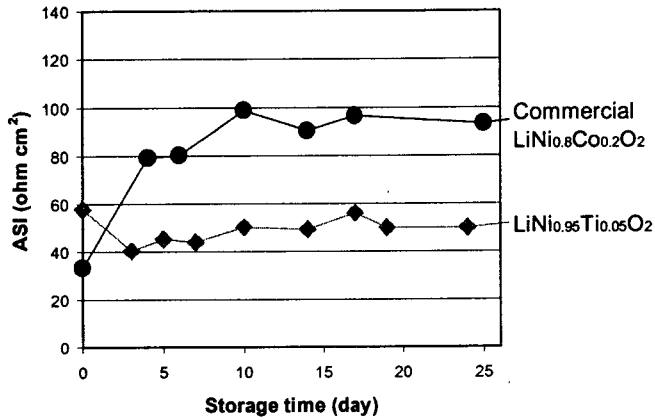 140
120
100
80
60
40
20
0
ASI (ohm cm²)
0 5 10 15 20 25
Storage time (day)
Commercial
LiNi0.8Co0.2O2
LiNi0.95Ti0.05O2